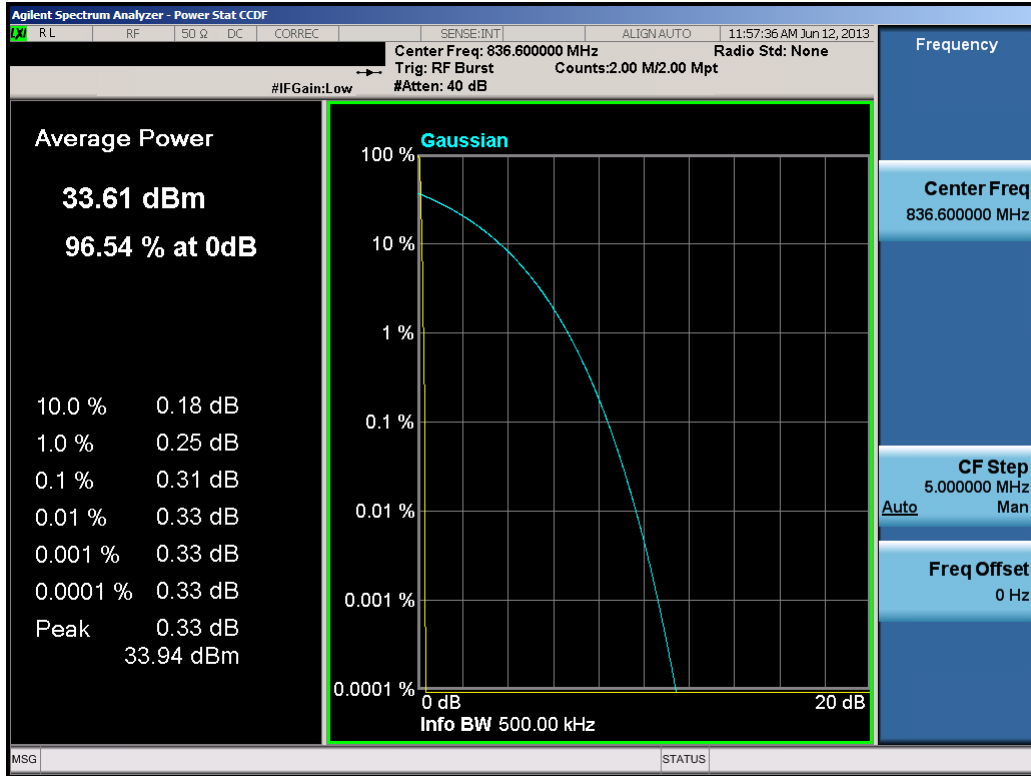 Agilent Spectrum Analyzer - Power Stat CCDF
LXI RL RF 50 Ω DC CORREC SENSE:INT ALIGN AUTO 11:57:36 AM Jun 12, 2013
Center Freq: 836.600000 MHz Radio Std: None
Trig: RF Burst Counts:2.00 M/2.00 Mpt
#IFGain:Low #Atten: 40 dB
Frequency
Average Power
33.61 dBm
96.54 % at 0dB
10.0 % 0.18 dB
1.0 % 0.25 dB
0.1 % 0.31 dB
0.01 % 0.33 dB
0.001 % 0.33 dB
0.0001 % 0.33 dB
Peak 0.33 dB
33.94 dBm
Gaussian
100 %
10 %
1 %
0.1 %
0.01 %
0.001 %
0.0001 %
0 dB 20 dB
Info BW 500.00 kHz
Center Freq
836.600000 MHz
CF Step
5.000000 MHz
Auto Man
Freq Offset
0 Hz
MSG STATUS